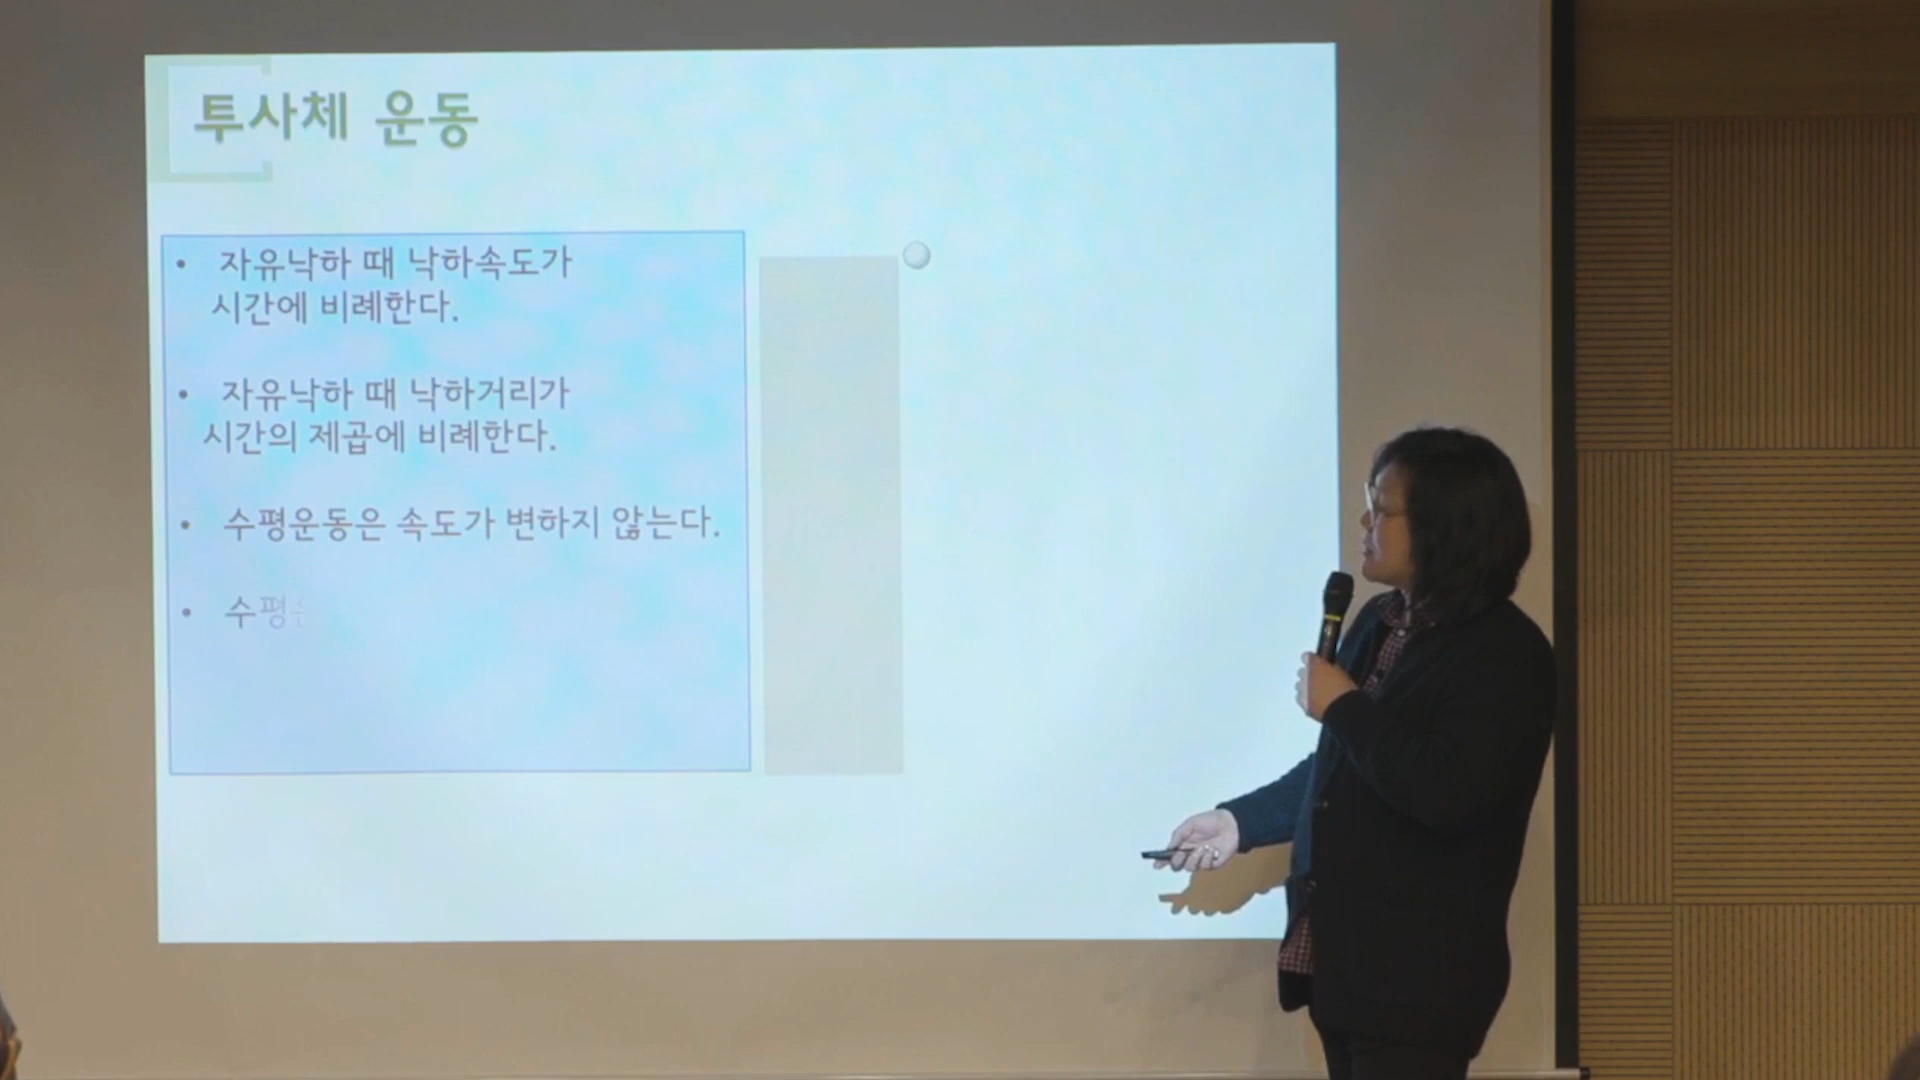 투사체 운동
• 자유낙하 때 낙하속도가
시간에 비례한다.
• 자유낙하 때 낙하거리가
시간의 제곱에 비례한다.
• 수평운동은 속도가 변하지 않는다.
• 수평